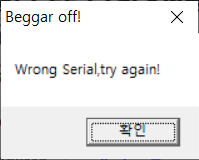 Beggar off!
Wrong Serial,try again!
확인